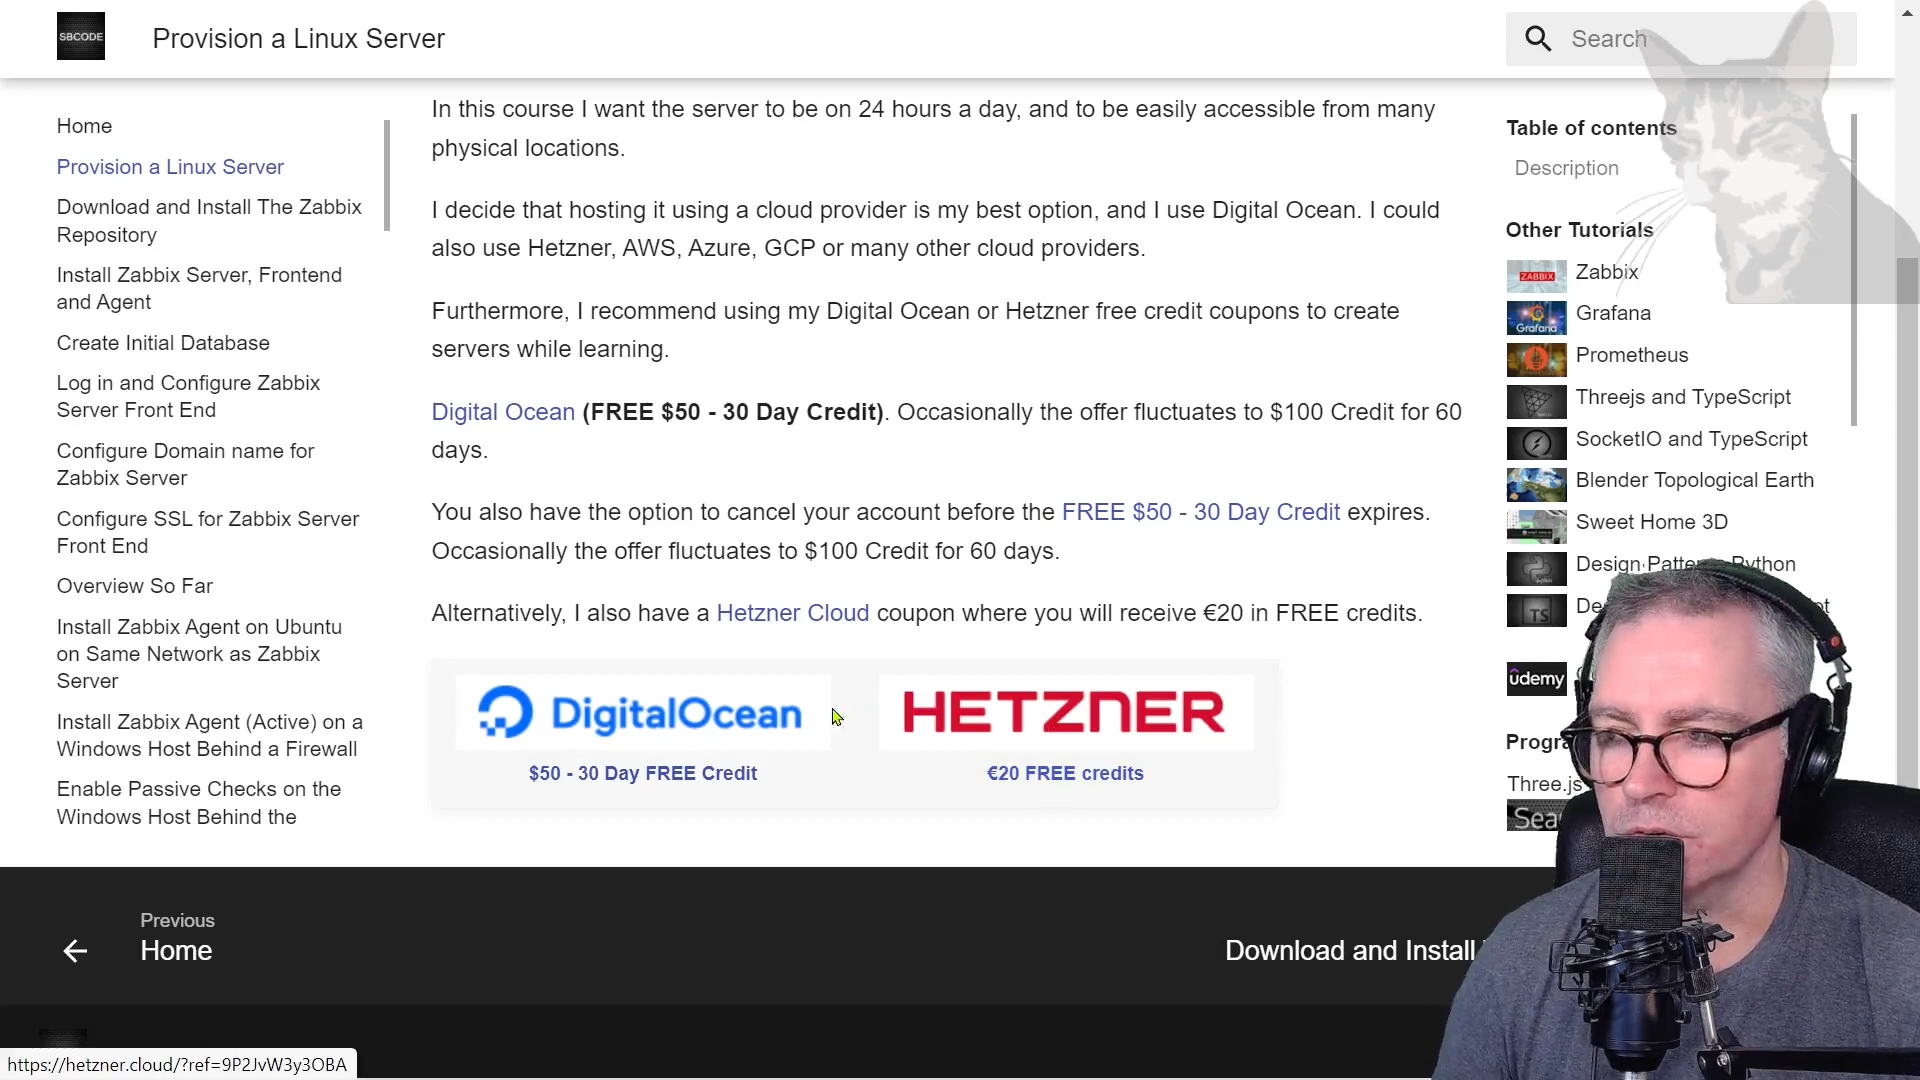 SBCODE
Provision a Linux Server
Search
Home
Provision a Linux Server
Download and Install The Zabbix
Repository
Install Zabbix Server, Frontend
and Agent
Create Initial Database
Log in and Configure Zabbix
Server Front End
Configure Domain name for
Zabbix Server
Configure SSL for Zabbix Server
Front End
Overview So Far
Install Zabbix Agent on Ubuntu
on Same Network as Zabbix
Server
Install Zabbix Agent (Active) on a
Windows Host Behind a Firewall
Enable Passive Checks on the
Windows Host Behind the
In this course I want the server to be on 24 hours a day, and to be easily accessible from many
physical locations.
I decide that hosting it using a cloud provider is my best option, and I use Digital Ocean. I could
also use Hetzner, AWS, Azure, GCP or many other cloud providers.
Furthermore, I recommend using my Digital Ocean or Hetzner free credit coupons to create
servers while learning.
Digital Ocean (FREE $50 - 30 Day Credit). Occasionally the offer fluctuates to $100 Credit for 60
days.
You also have the option to cancel your account before the FREE $50 - 30 Day Credit expires.
Occasionally the offer fluctuates to $100 Credit for 60 days.
Alternatively, I also have a Hetzner Cloud coupon where you will receive €20 in FREE credits.
DigitalOcean
$50 - 30 Day FREE Credit
HETZNER
€20 FREE credits
Table of contents
Description
Other Tutorials
ZABBIX Zabbix
Grafana Grafana
Prometheus
Threejs and TypeScript
SocketIO and TypeScript
Blender Topological Earth
Sweet Home 3D
Design Python
TS
udemy
Three.js
Previous
Home
Download and Install
https://hetzner.cloud/?ref=9P2JvW3y3OBA